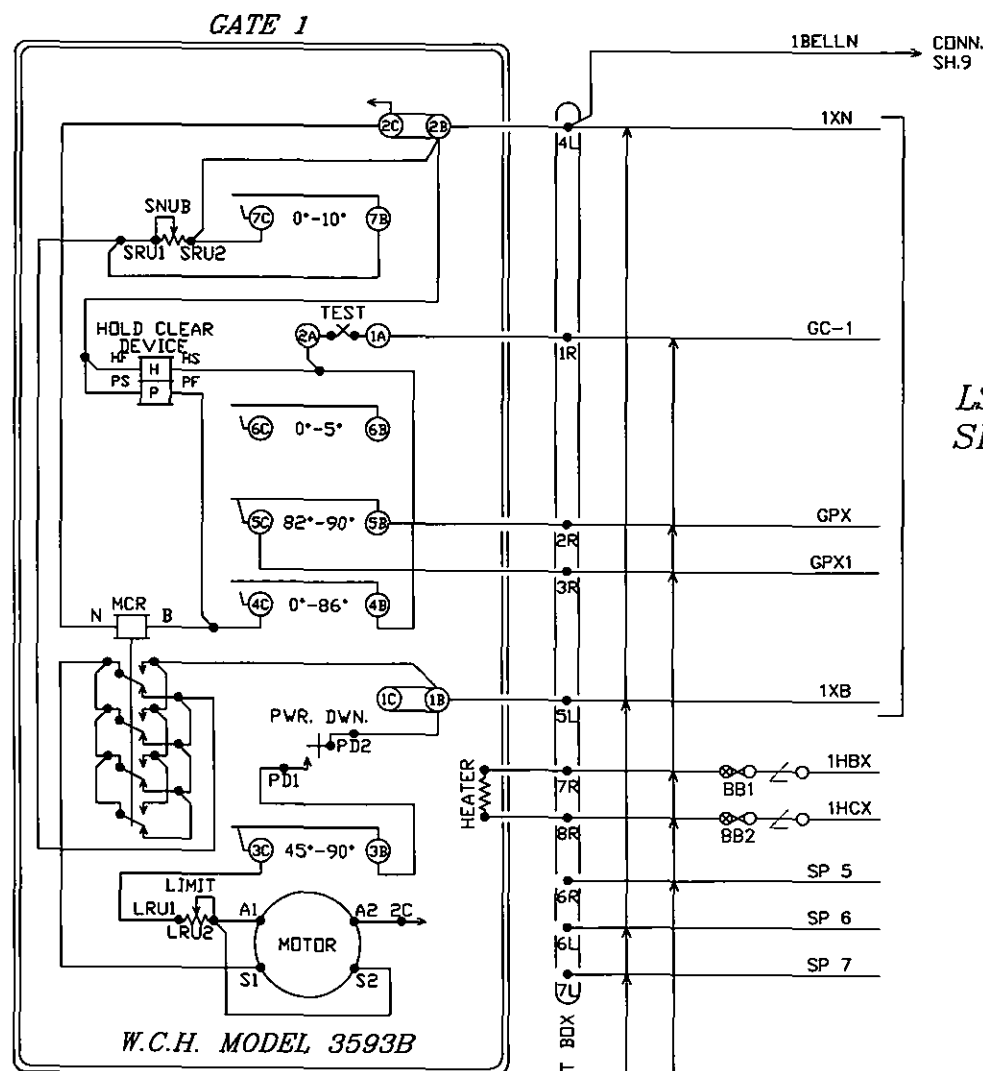 GATE 1
1BELLN
CONN.
SH.9
2C 2B
4L
1XN
SNUB
7C 0°-10° 7B
SRU1 SRU2
TEST
HOLD CLEAR
DEVICE
2A 1A
1R
GC-1
HF H HS
PS P PF
6C 0°-5° 6B
5C 82°-90° 5B
2R
GPX
3R
GPX1
4C 0°-86° 4B
MCR
N B
1C 1B
5L
1XB
PWR. DWN.
PD2
PD1
HEATER
7R
BB1
1HBX
8R
BB2
1HCX
3C 45°-90° 3B
6R
SP 5
LIMIT
LRU1
LRU2
A1 A2 2C
MOTOR
6L
SP 6
S1 S2
7L
SP 7
W.C.H. MODEL 3593B
T BOX